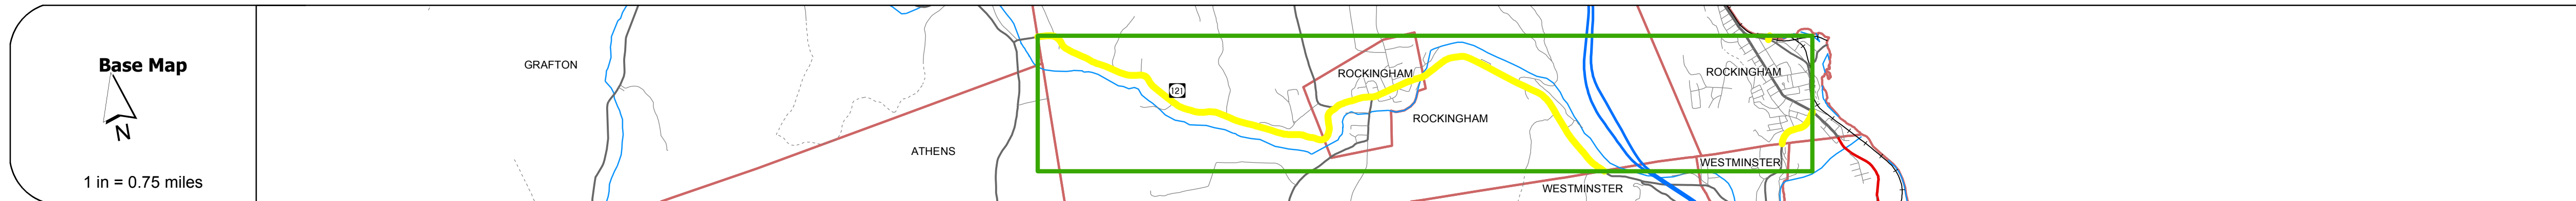 Base Map
N
1 in = 0.75 miles
GRAFTON
ATHENS
121
ROCKINGHAM
ROCKINGHAM
ROCKINGHAM
WESTMINSTER
WESTMINSTER